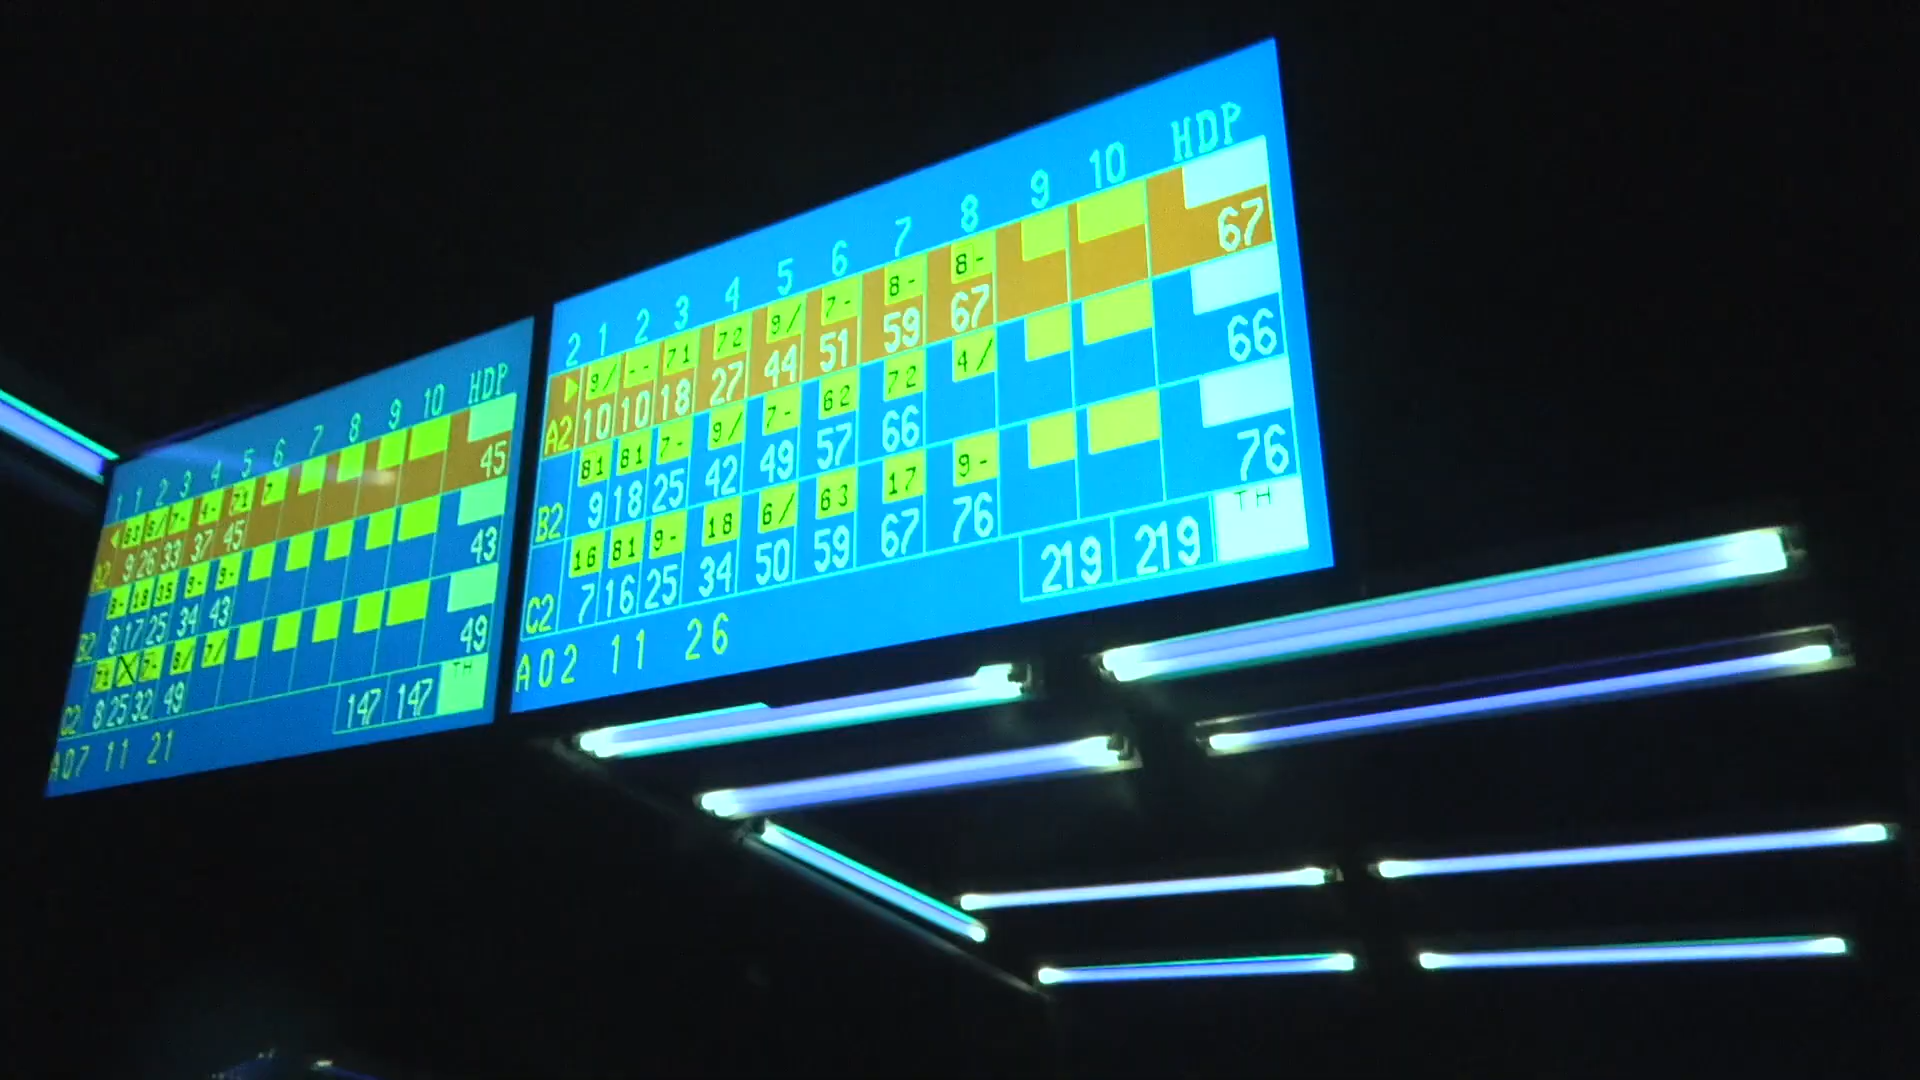 1 1 2 3 4 5 6 7 8 9 10 HDP
8- 7- 4- 71 7
A2 9 26 33 37 45 45
8- 18 35 9- 9-
B2 8 17 25 34 43 43
71 X 7- 8/ 7/
C2 8 25 32 49 49
147 147 TH
A07 11 21
2 1 2 3 4 5 6 7 8 9 10 HDP
9/ -- 71 72 9/ 7- 8- 8-
A2 10 10 18 27 44 51 59 67 67
81 81 7- 9/ 7- 62 72 4/
B2 9 18 25 42 49 57 66 66
16 81 9- 18 6/ 63 17 9-
C2 7 16 25 34 50 59 67 76 76
219 219 TH
A02 11 26